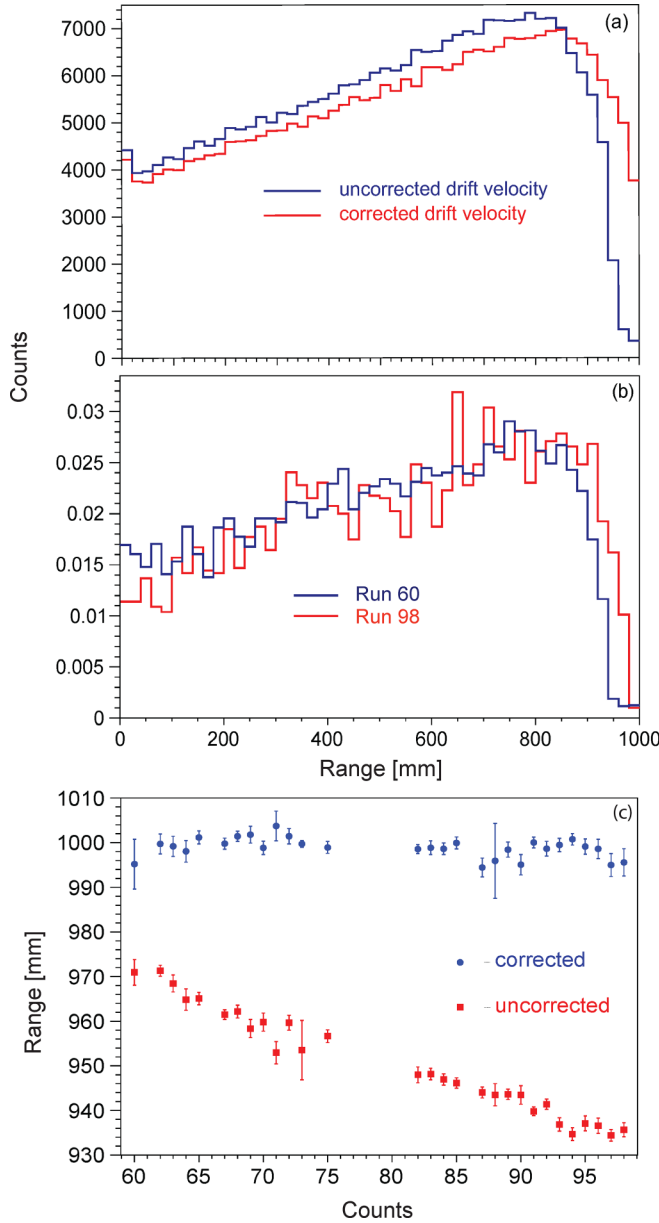 (a)
7000
6000
5000
4000
3000
2000
1000
0
uncorrected drift velocity
corrected drift velocity
Counts
(b)
0.03
0.025
0.02
0.015
0.01
0.005
0
Run 60
Run 98
0 200 400 600 800 1000
Range [mm]
(c)
1010
1000
990
980
970
960
950
940
930
Range [mm]
corrected
uncorrected
60 65 70 75 80 85 90 95
Counts